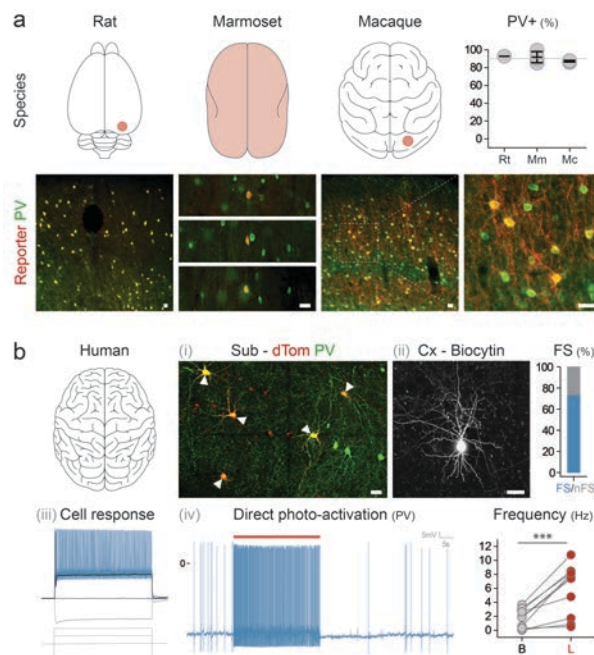 a
Rat
Marmoset
Macaque
PV+ (%)
Species
100
80
60
40
20
0
Rt Mm Mc
Reporter PV
b
Human
(i) Sub - dTom PV
(ii) Cx - Biocytin
FS (%)
100
80
60
40
20
0
FS/nFS
(iii) Cell response
(iv) Direct photo-activation (PV)
Frequency (Hz)
5mV
5s
0-
***
12
10
8
6
4
2
0
B L